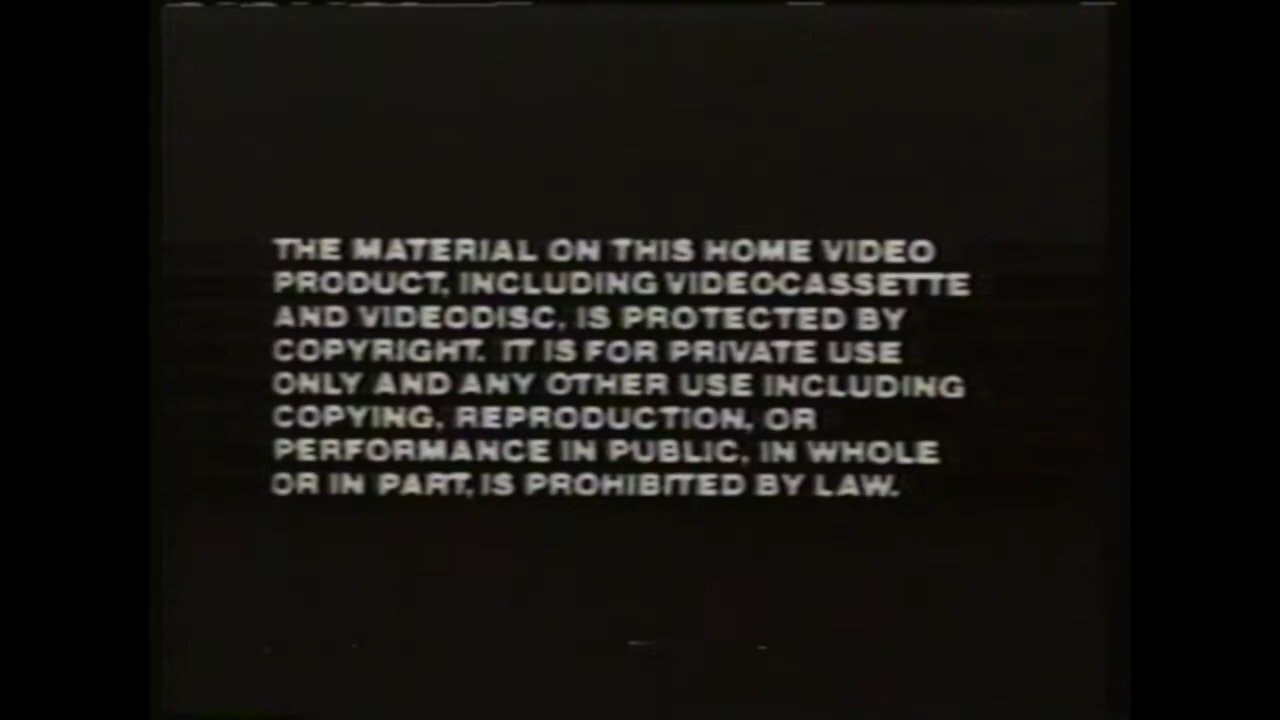 THE MATERIAL ON THIS HOME VIDEO
PRODUCT, INCLUDING VIDEOCASSETTE
AND VIDEODISC, IS PROTECTED BY
COPYRIGHT. IT IS FOR PRIVATE USE
ONLY AND ANY OTHER USE INCLUDING
COPYING, REPRODUCTION, OR
PERFORMANCE IN PUBLIC, IN WHOLE
OR IN PART, IS PROHIBITED BY LAW.